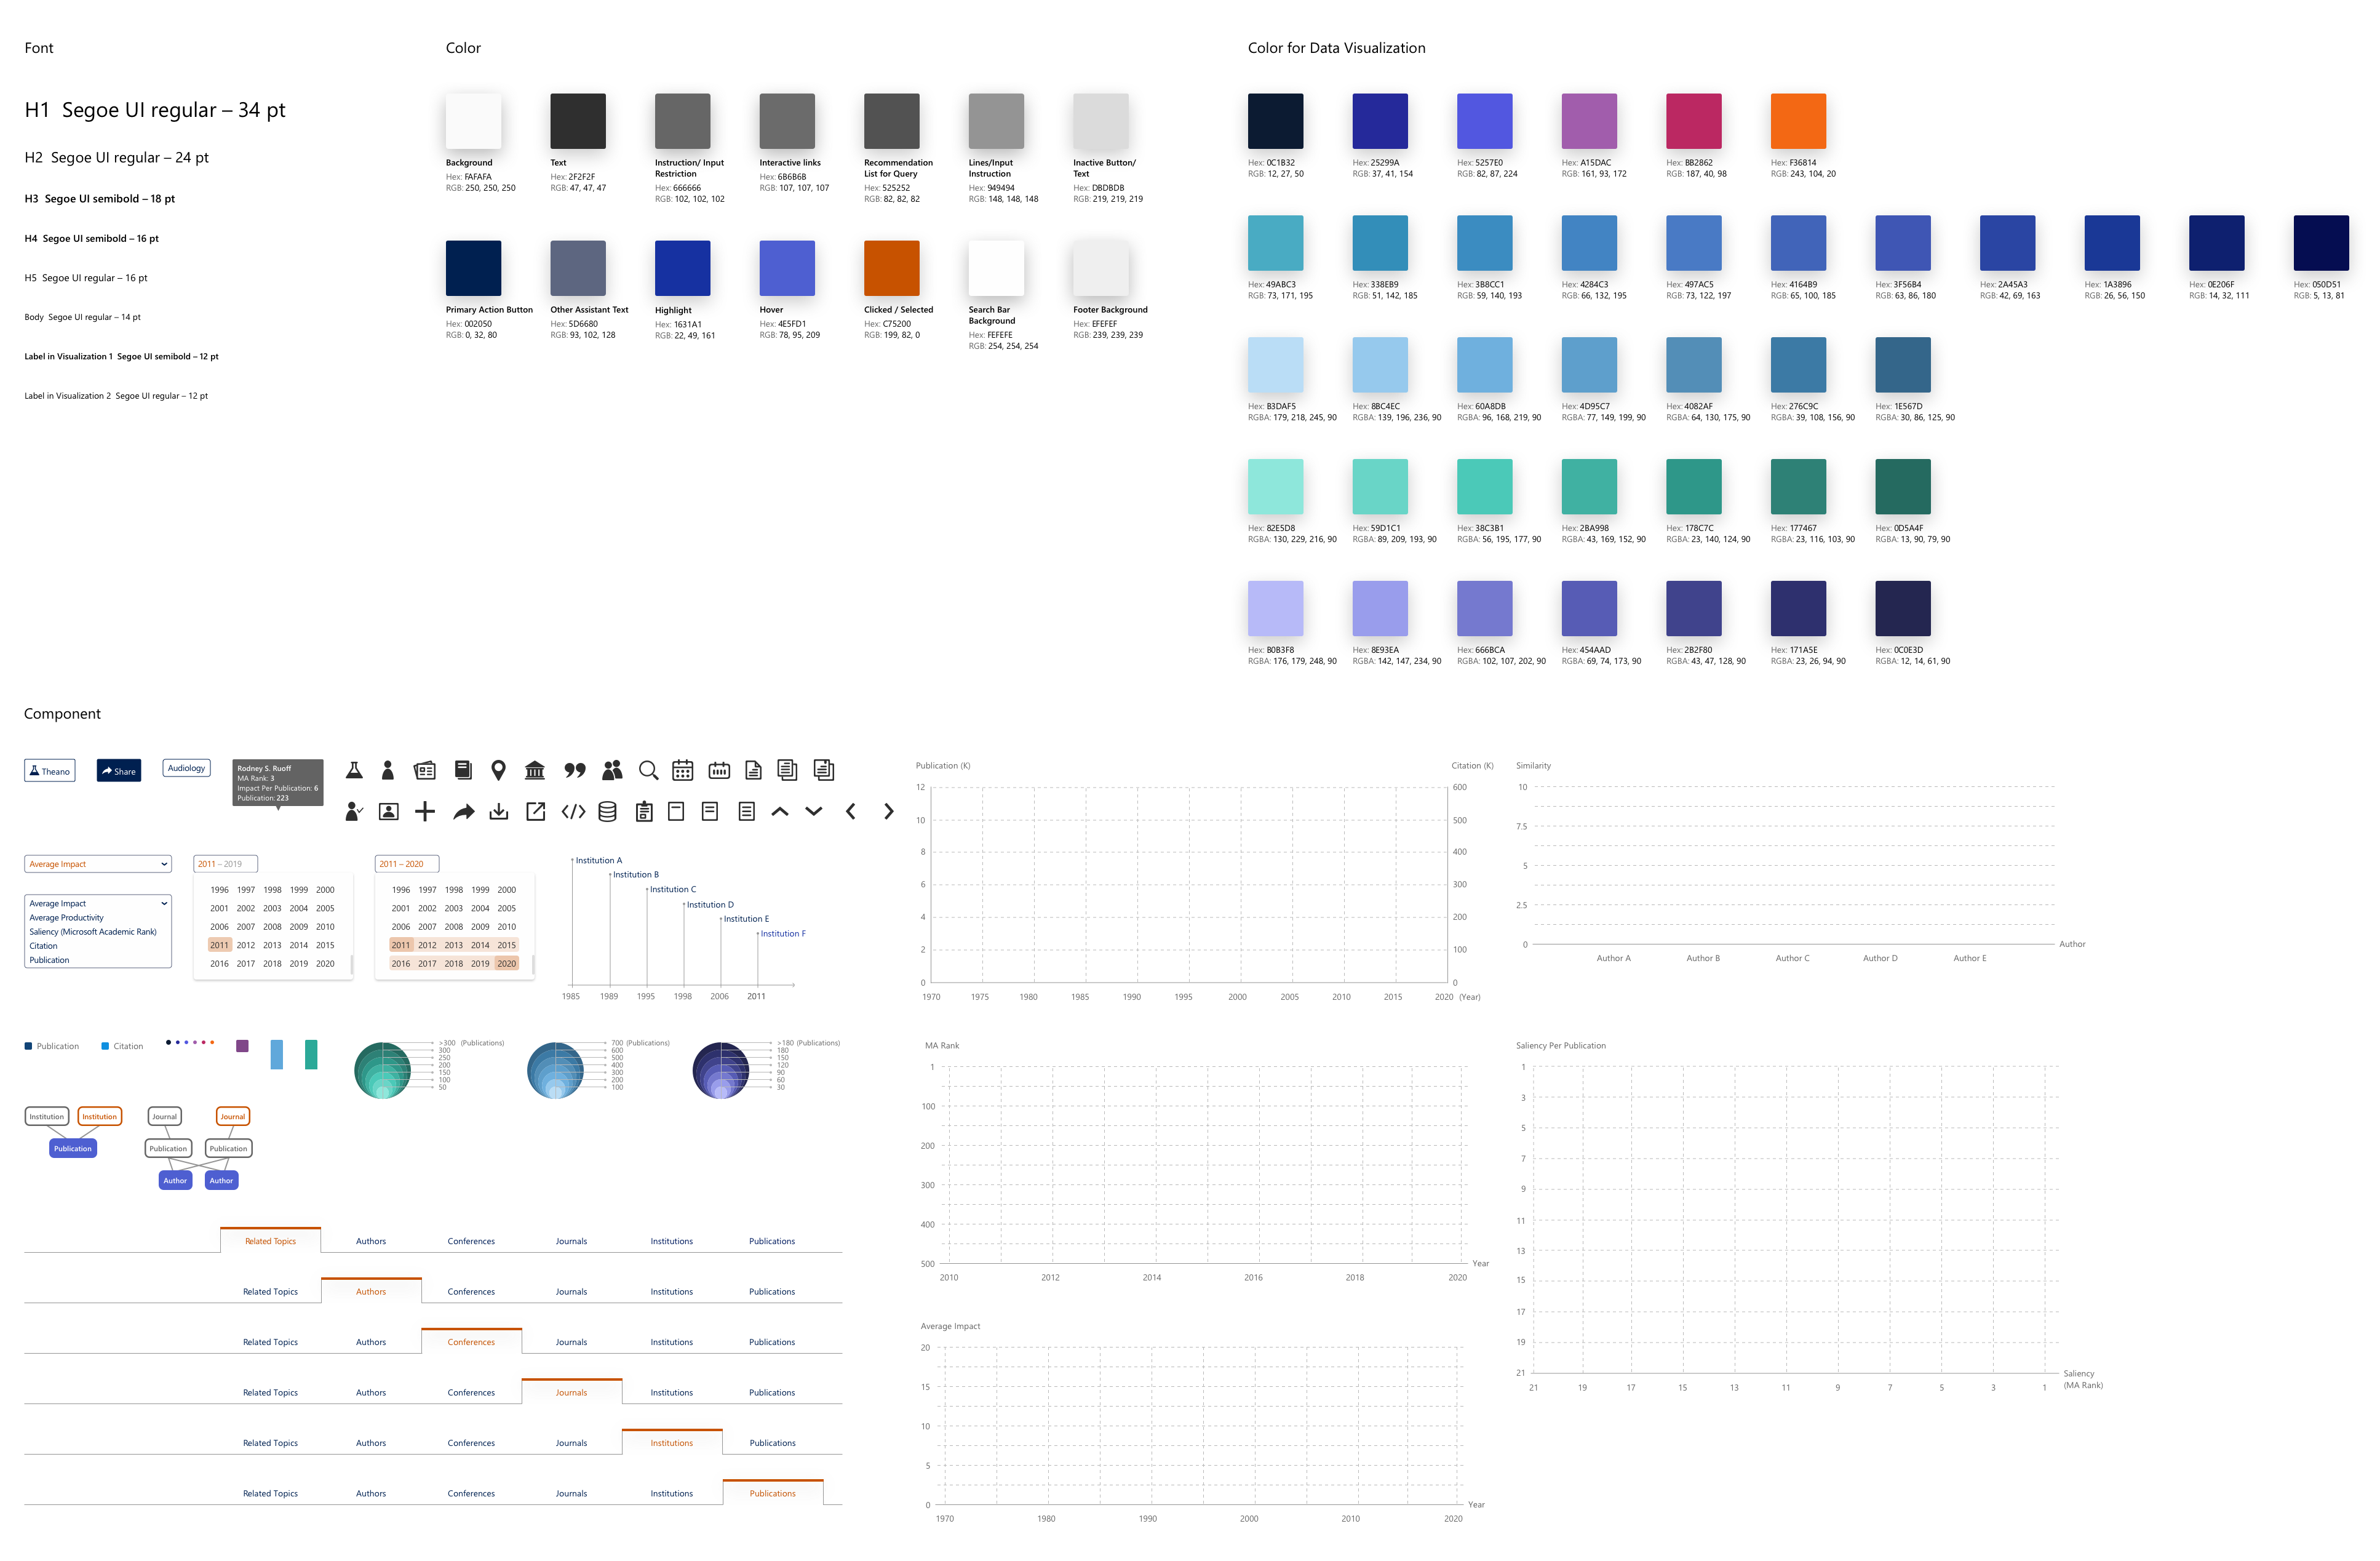 Font
H1 Segoe UI regular – 34 pt
H2 Segoe UI regular – 24 pt
H3 Segoe UI semibold – 18 pt
H4 Segoe UI semibold – 16 pt
H5 Segoe UI regular – 16 pt
Body Segoe UI regular – 14 pt
Label in Visualization 1 Segoe UI semibold – 12 pt
Label in Visualization 2 Segoe UI regular – 12 pt
Color
Background
Hex: FAFAFA
RGB: 250, 250, 250
Text
Hex: 2F2F2F
RGB: 47, 47, 47
Instruction/ Input
Restriction
Hex: 666666
RGB: 102, 102, 102
Interactive links
Hex: 6B6B6B
RGB: 107, 107, 107
Recommendation
List for Query
Hex: 525252
RGB: 82, 82, 82
Lines/Input
Instruction
Hex: 949494
RGB: 148, 148, 148
Inactive Button/
Text
Hex: DBDBDB
RGB: 219, 219, 219
Primary Action Button
Hex: 002050
RGB: 0, 32, 80
Other Assistant Text
Hex: 5D6680
RGB: 93, 102, 128
Highlight
Hex: 1631A1
RGB: 22, 49, 161
Hover
Hex: 4E5FD1
RGB: 78, 95, 209
Clicked / Selected
Hex: C75200
RGB: 199, 82, 0
Search Bar
Background
Hex: FEFEFE
RGB: 254, 254, 254
Footer Background
Hex: EFEFEF
RGB: 239, 239, 239
Color for Data Visualization
Hex: 0C1B32
RGB: 12, 27, 50
Hex: 25299A
RGB: 37, 41, 154
Hex: 5257E0
RGB: 82, 87, 224
Hex: A15DAC
RGB: 161, 93, 172
Hex: BB2862
RGB: 187, 40, 98
Hex: F36814
RGB: 243, 104, 20
Hex: 49ABC3
RGB: 73, 171, 195
Hex: 338EB9
RGB: 51, 142, 185
Hex: 3B8CC1
RGB: 59, 140, 193
Hex: 4284C3
RGB: 66, 132, 195
Hex: 497AC5
RGB: 73, 122, 197
Hex: 4164B9
RGB: 65, 100, 185
Hex: 3F56B4
RGB: 63, 86, 180
Hex: 2A45A3
RGB: 42, 69, 163
Hex: 1A3896
RGB: 26, 56, 150
Hex: 0E206F
RGB: 14, 32, 111
Hex: 050D51
RGB: 5, 13, 81
Hex: B3DAF5
RGBA: 179, 218, 245, 90
Hex: 8BC4EC
RGBA: 139, 196, 236, 90
Hex: 60A8DB
RGBA: 96, 168, 219, 90
Hex: 4D95C7
RGBA: 77, 149, 199, 90
Hex: 4082AF
RGBA: 64, 130, 175, 90
Hex: 276C9C
RGBA: 39, 108, 156, 90
Hex: 1E567D
RGBA: 30, 86, 125, 90
Hex: 82E5D8
RGBA: 130, 229, 216, 90
Hex: 59D1C1
RGBA: 89, 209, 193, 90
Hex: 38C3B1
RGBA: 56, 195, 177, 90
Hex: 2BA998
RGBA: 43, 169, 152, 90
Hex: 178C7C
RGBA: 23, 140, 124, 90
Hex: 177467
RGBA: 23, 116, 103, 90
Hex: 0D5A4F
RGBA: 13, 90, 79, 90
Hex: B0B3F8
RGBA: 176, 179, 248, 90
Hex: 8E93EA
RGBA: 142, 147, 234, 90
Hex: 666BCA
RGBA: 102, 107, 202, 90
Hex: 454AAD
RGBA: 69, 74, 173, 90
Hex: 2B2F80
RGBA: 43, 47, 128, 90
Hex: 171A5E
RGBA: 23, 26, 94, 90
Hex: 0C0E3D
RGBA: 12, 14, 61, 90
Component
Theano
Share
Audiology
Rodney S. Ruoff
MA Rank: 3
Impact Per Publication: 6
Publication: 223
Average Impact
Average Impact
Average Productivity
Saliency (Microsoft Academic Rank)
Citation
Publication
2011 – 2019
1996 1997 1998 1999 2000
2001 2002 2003 2004 2005
2006 2007 2008 2009 2010
2011 2012 2013 2014 2015
2016 2017 2018 2019 2020
2011 – 2020
1996 1997 1998 1999 2000
2001 2002 2003 2004 2005
2006 2007 2008 2009 2010
2011 2012 2013 2014 2015
2016 2017 2018 2019 2020
Institution A
Institution B
Institution C
Institution D
Institution E
Institution F
1985 1989 1995 1998 2006 2011
Publication
Citation
>300 (Publications)
300
250
200
150
100
50
700 (Publications)
600
500
400
300
200
100
>180 (Publications)
180
150
120
90
60
30
Institution Institution
Publication
Journal Journal
Publication Publication
Author Author
Related Topics Authors Conferences Journals Institutions Publications
Related Topics Authors Conferences Journals Institutions Publications
Related Topics Authors Conferences Journals Institutions Publications
Related Topics Authors Conferences Journals Institutions Publications
Related Topics Authors Conferences Journals Institutions Publications
Related Topics Authors Conferences Journals Institutions Publications
Publication (K) Citation (K)
12 600
10 500
8 400
6 300
4 200
2 100
0 0
1970 1975 1980 1985 1990 1995 2000 2005 2010 2015 2020 (Year)
Similarity
10
7.5
5
2.5
0 Author
Author A Author B Author C Author D Author E
MA Rank
1
100
200
300
400
500 Year
2010 2012 2014 2016 2018 2020
Saliency Per Publication
1
3
5
7
9
11
13
15
17
19
21 Saliency
(MA Rank)
21 19 17 15 13 11 9 7 5 3 1
Average Impact
20
15
10
5
0 Year
1970 1980 1990 2000 2010 2020